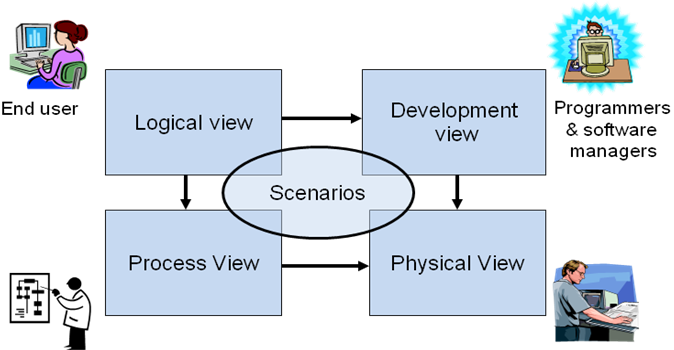 End user
Logical view
Development
view
Programmers
& software
managers
Scenarios
Process View
Physical View